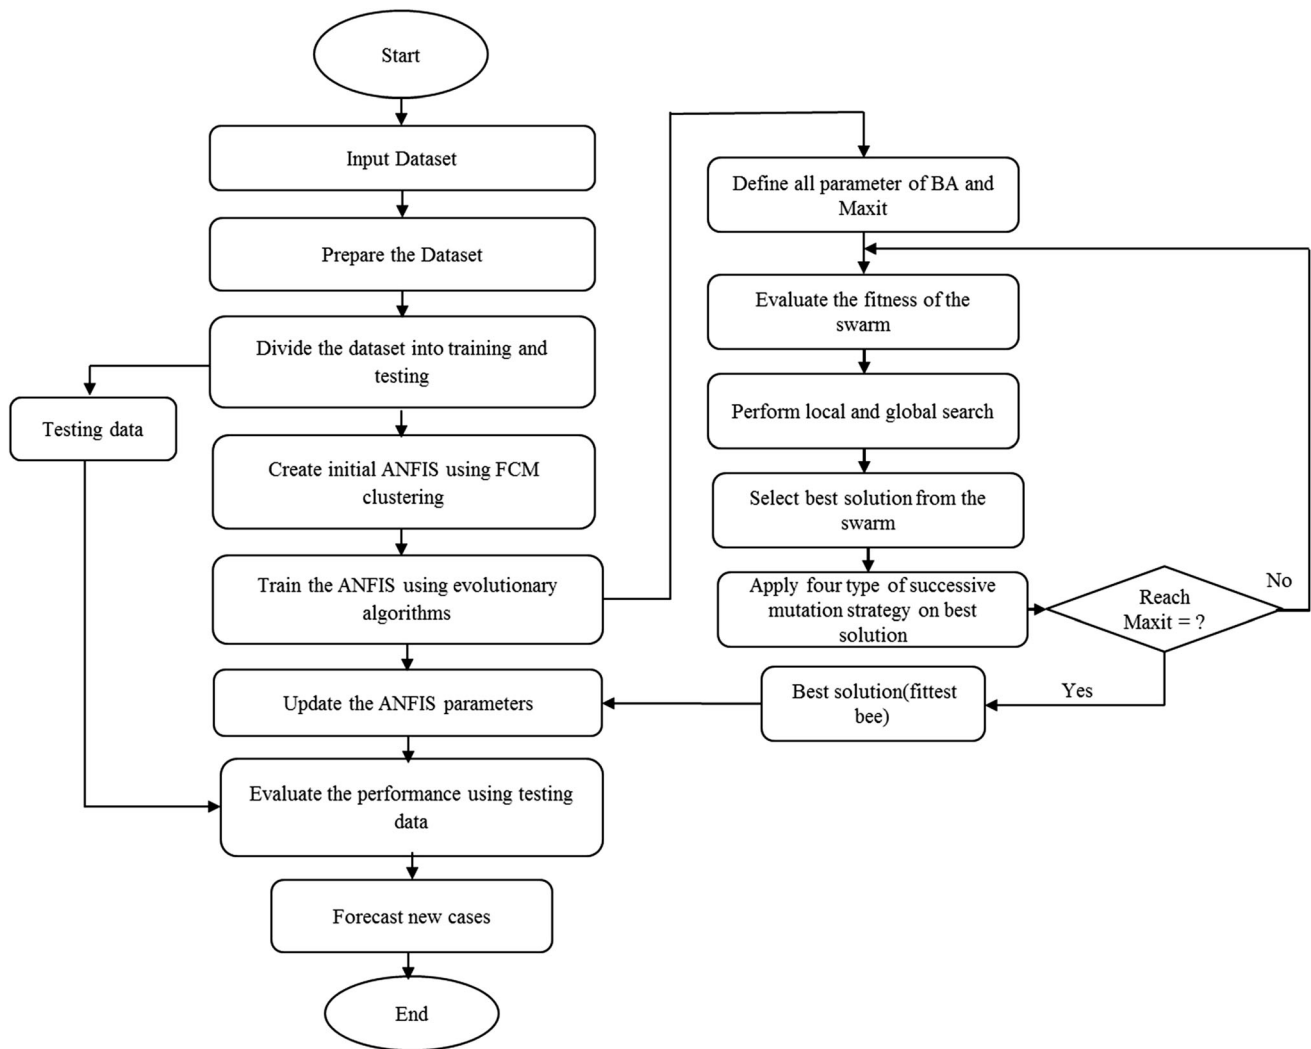 Start
Input Dataset
Prepare the Dataset
Divide the dataset into training and
testing
Testing data
Create initial ANFIS using FCM
clustering
Train the ANFIS using evolutionary
algorithms
Update the ANFIS parameters
Evaluate the performance using testing
data
Forecast new cases
End
Define all parameter of BA and
Maxit
Evaluate the fitness of the
swarm
Perform local and global search
Select best solution from the
swarm
Apply four type of successive
mutation strategy on best
solution
Reach
Maxit = ?
No
Yes
Best solution(fittest
bee)